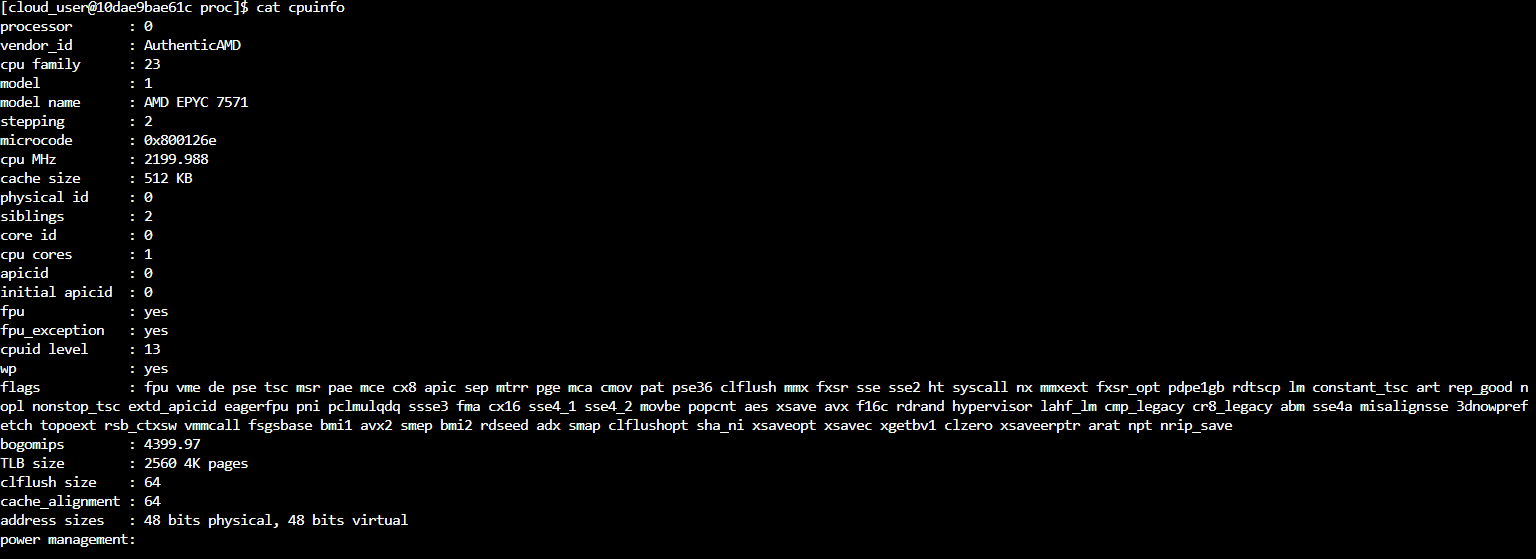 [cloud_user@10dae9bae61c proc]$ cat cpuinfo
processor       : 0
vendor_id       : AuthenticAMD
cpu family      : 23
model           : 1
model name      : AMD EPYC 7571
stepping        : 2
microcode       : 0x800126e
cpu MHz         : 2199.988
cache size      : 512 KB
physical id     : 0
siblings        : 2
core id         : 0
cpu cores       : 1
apicid          : 0
initial apicid  : 0
fpu             : yes
fpu_exception   : yes
cpuid level     : 13
wp              : yes
flags           : fpu vme de pse tsc msr pae mce cx8 apic sep mtrr pge mca cmov pat pse36 clflush mmx fxsr sse sse2 ht syscall nx mmxext fxsr_opt pdpe1gb rdtscp lm constant_tsc art rep_good n
opl nonstop_tsc extd_apicid eagerfpu pni pclmulqdq ssse3 fma cx16 sse4_1 sse4_2 movbe popcnt aes xsave avx f16c rdrand hypervisor lahf_lm cmp_legacy cr8_legacy abm sse4a misalignsse 3dnowpref
etch topoext rsb_ctxsw vmmcall fsgsbase bmi1 avx2 smep bmi2 rdseed adx smap clflushopt sha_ni xsaveopt xsavec xgetbv1 clzero xsaveerptr arat npt nrip_save
bogomips        : 4399.97
TLB size        : 2560 4K pages
clflush size    : 64
cache_alignment : 64
address sizes   : 48 bits physical, 48 bits virtual
power management: